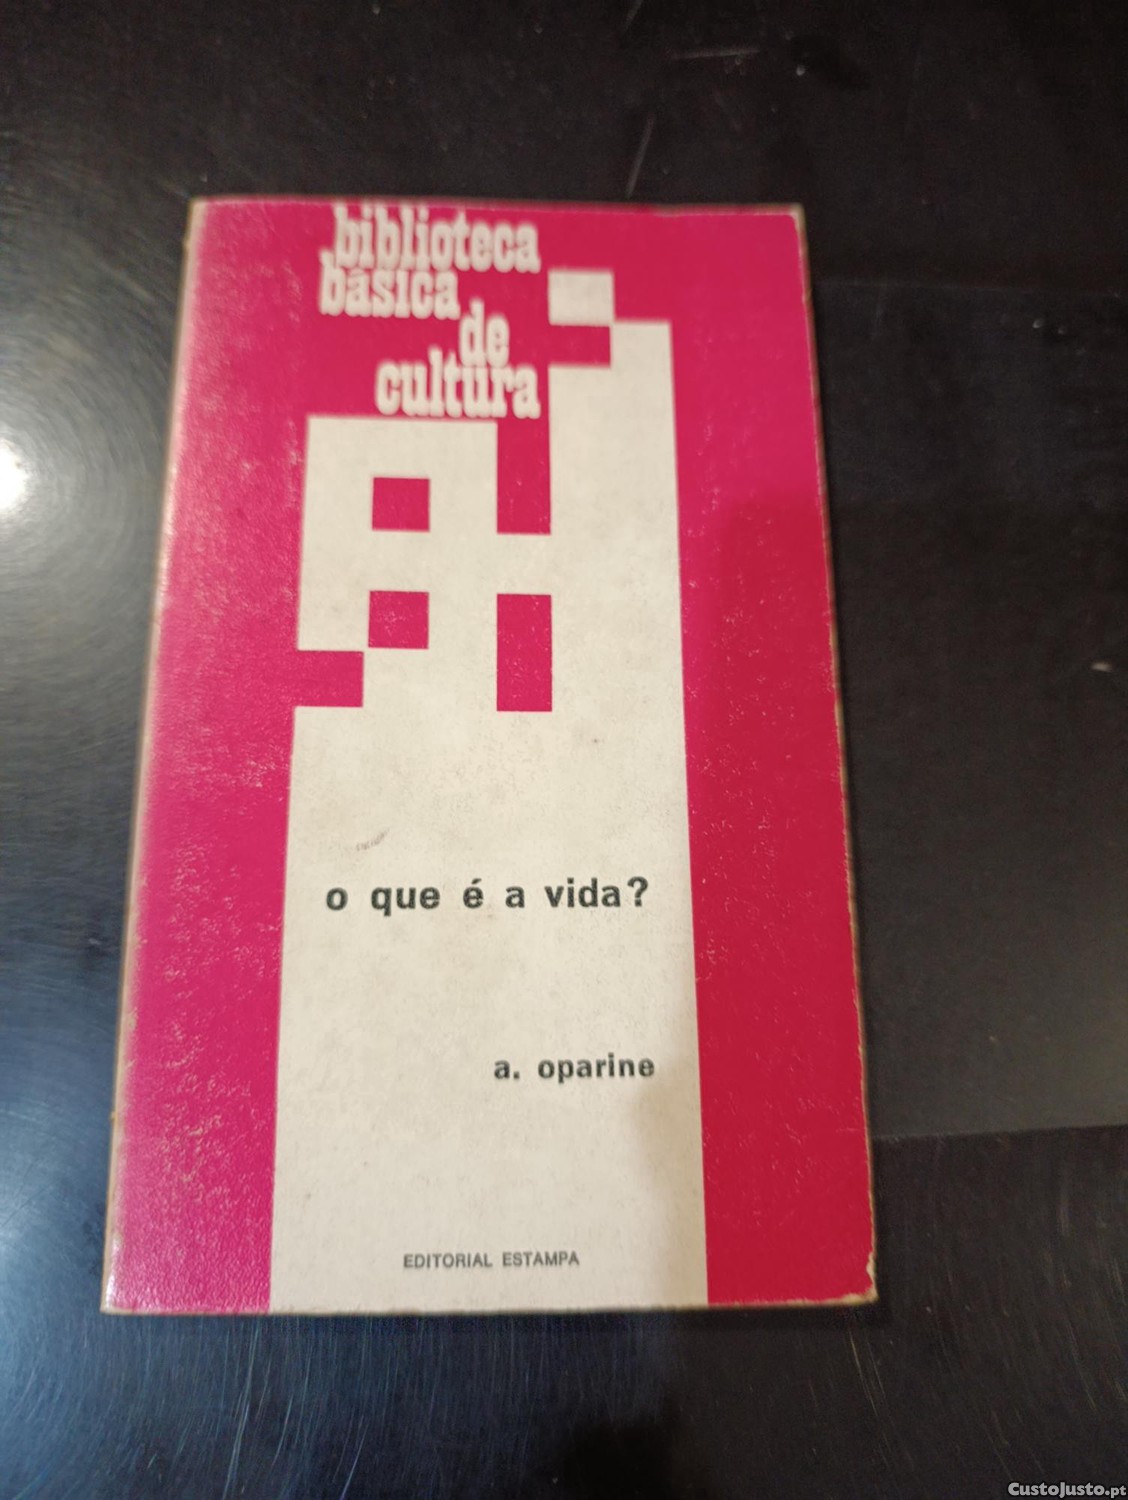 biblioteca
básica
de
cultura
o que é a vida?
a. oparine
EDITORIAL ESTAMPA
CustoJusto.pt